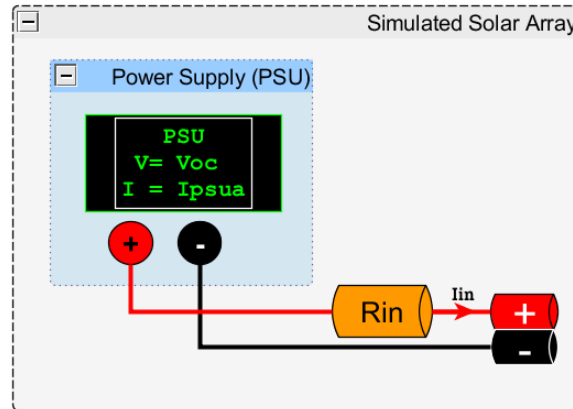 Simulated Solar Array
Power Supply (PSU)
PSU
V= Voc
I = Ipsua
+ -
Rin
Iin
+
-